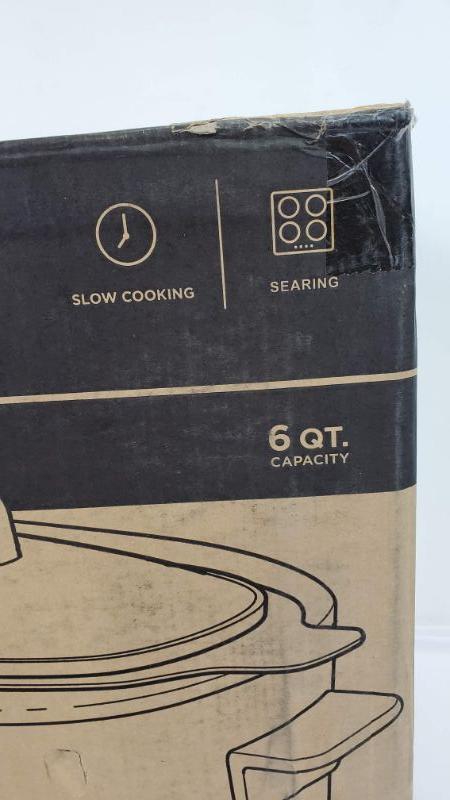 SLOW COOKING
SEARING
6 QT.
CAPACITY